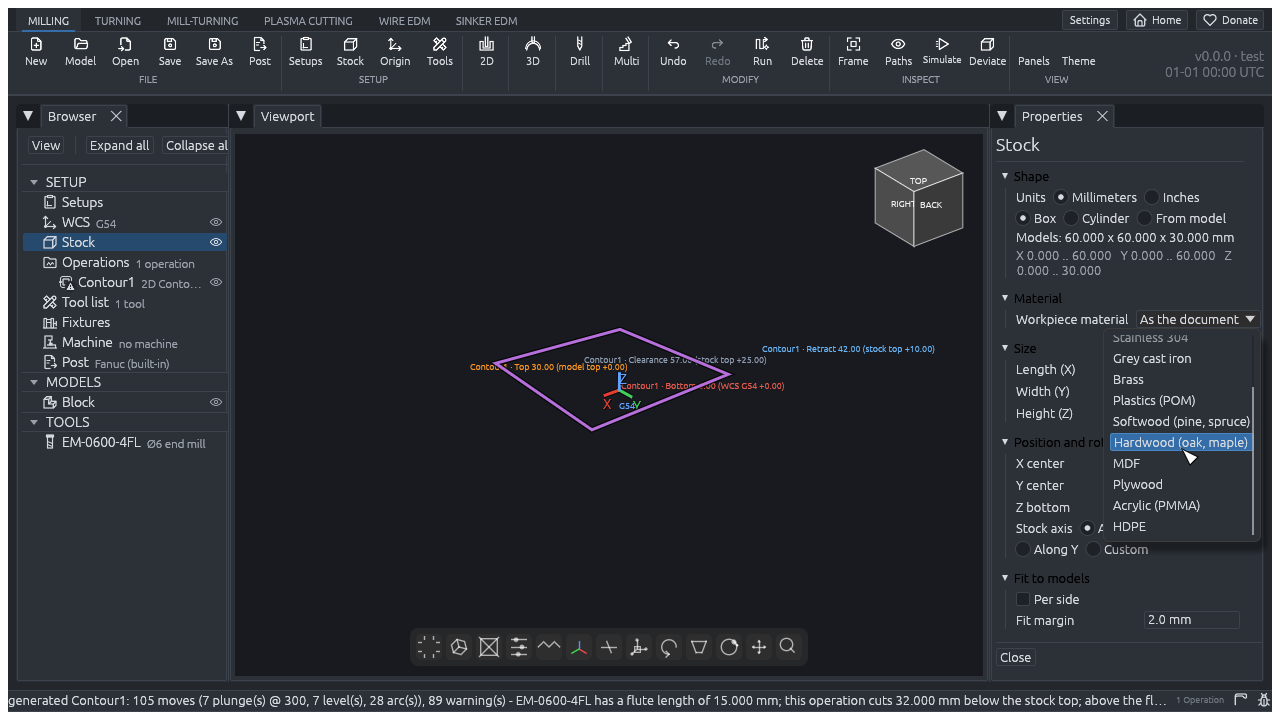 MILLING TURNING MILL-TURNING PLASMA CUTTING WIRE EDM SINKER EDM Settings Home Donate
New Model Open Save Save As Post Setups Stock Origin Tools 2D 3D Drill Multi Undo Redo Run Delete Frame Paths Simulate Deviate Panels Theme
FILE SETUP MODIFY INSPECT VIEW
v0.0.0 · test
01-01 00:00 UTC
Browser
View Expand all Collapse al
SETUP
Setups
WCS G54
Stock
Operations 1 operation
Contour1 2D Conto...
Tool list 1 tool
Fixtures
Machine no machine
Post Fanuc (built-in)
MODELS
Block
TOOLS
EM-0600-4FL Ø6 end mill
Viewport
TOP
RIGHT BACK
Contour1 · Retract 42.00 (stock top +10.00)
Contour1 · Clearance 57.00 (stock top +25.00)
Contour1 · Top 30.00 (model top +0.00)
Z
Contour1 · Bottom 0.00 (WCS G54 +0.00)
X G54 Y
Properties
Stock
Shape
Units Millimeters Inches
Box Cylinder From model
Models: 60.000 x 60.000 x 30.000 mm
X 0.000 .. 60.000 Y 0.000 .. 60.000 Z
0.000 .. 30.000
Material
Workpiece material As the document
Stainless 304
Grey cast iron
Brass
Plastics (POM)
Softwood (pine, spruce)
Hardwood (oak, maple)
MDF
Plywood
Acrylic (PMMA)
HDPE
Size
Length (X)
Width (Y)
Height (Z)
Position and rot
X center
Y center
Z bottom
Stock axis A
Along Y Custom
Fit to models
Per side
Fit margin 2.0 mm
Close
generated Contour1: 105 moves (7 plunge(s) @ 300, 7 level(s), 28 arc(s)), 89 warning(s) - EM-0600-4FL has a flute length of 15.000 mm; this operation cuts 32.000 mm below the stock top; above the fl... 1 Operation